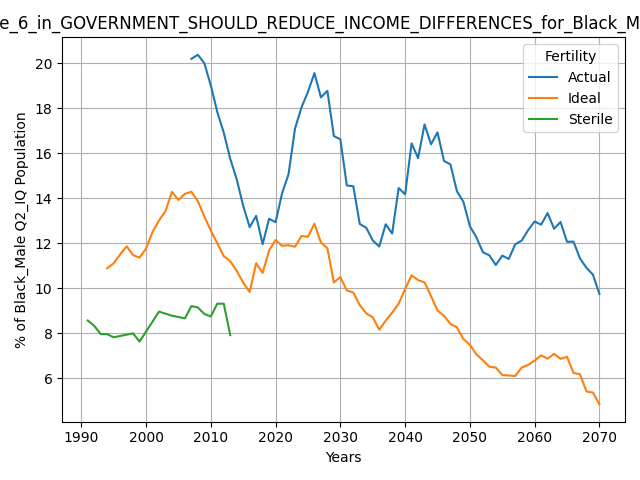 e_6_in_GOVERNMENT_SHOULD_REDUCE_INCOME_DIFFERENCES_for_Black_M
Fertility
Actual
Ideal
Sterile
% of Black_Male Q2_IQ Population
20
18
16
14
12
10
8
6
1990 2000 2010 2020 2030 2040 2050 2060 2070
Years